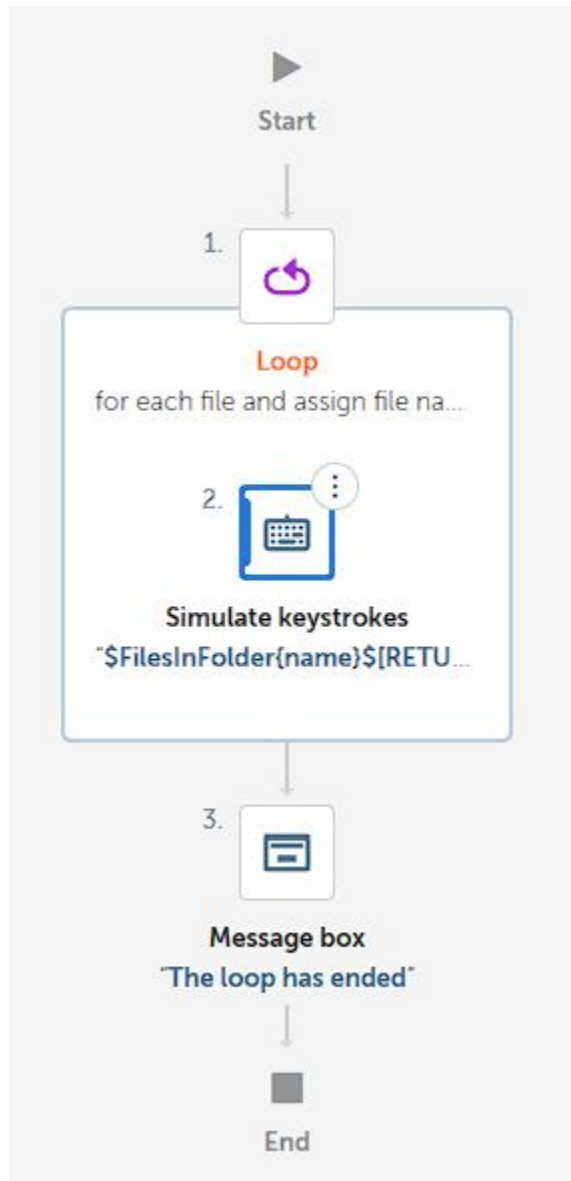 Start
1.
Loop
for each file and assign file na...
2.
Simulate keystrokes
"$FilesInFolder{name}$[RETU...
3.
Message box
"The loop has ended"
End